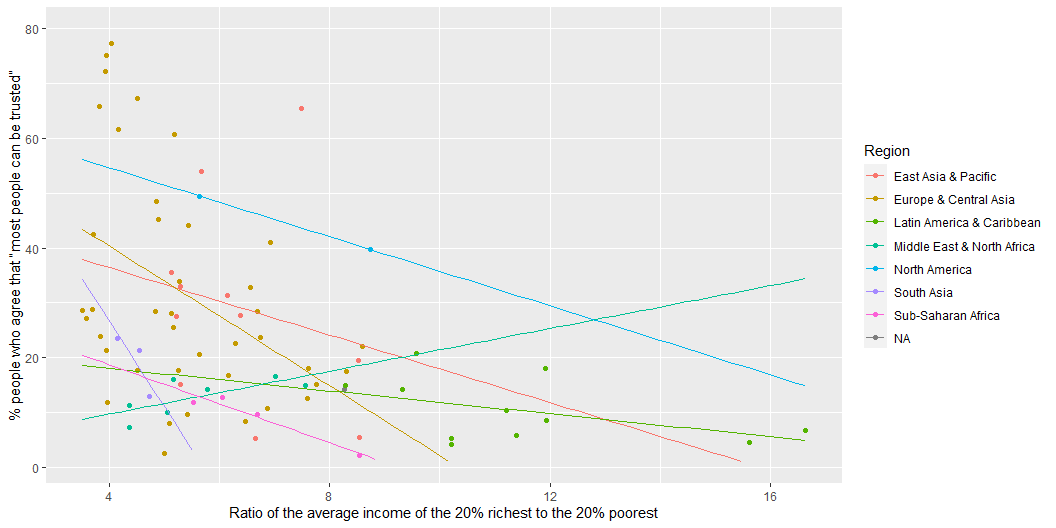 % people who agree that "most people can be trusted"
80
60
40
20
0
4
8
12
16
Ratio of the average income of the 20% richest to the 20% poorest
Region
East Asia & Pacific
Europe & Central Asia
Latin America & Caribbean
Middle East & North Africa
North America
South Asia
Sub-Saharan Africa
NA